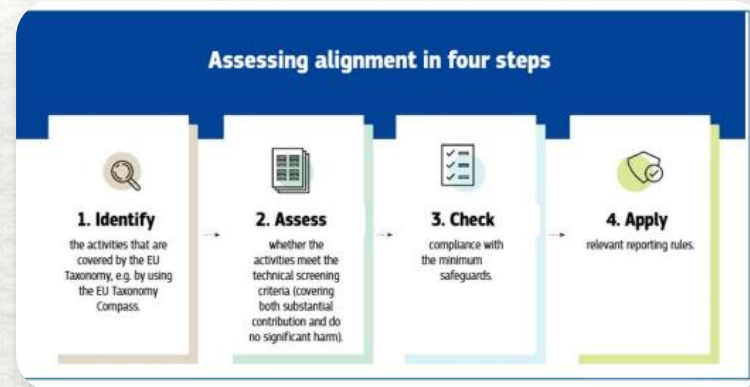 Assessing alignment in four steps
1. Identify
the activities that are
covered by the EU
Taxonomy, e.g. by using
the EU Taxonomy
Compass.
2. Assess
whether the
activities meet the
technical screening
criteria (covering
both substantial
contribution and do
no significant harm).
3. Check
compliance with
the minimum
safeguards.
4. Apply
relevant reporting rules.